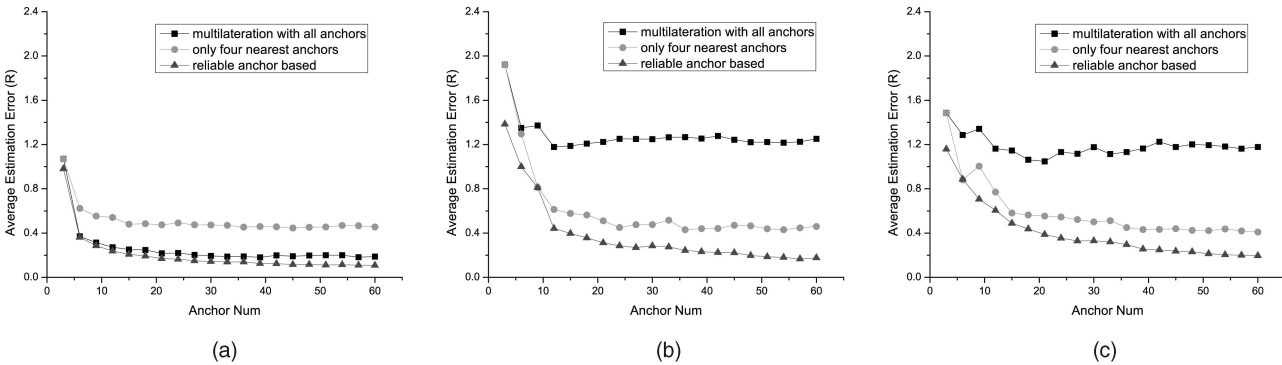 2.4
2.0
1.6
1.2
0.8
0.4
0.0
Average Estimation Error (R)
multilateration with all anchors
only four nearest anchors
reliable anchor based
0 10 20 30 40 50 60
Anchor Num
(a)
2.4
2.0
1.6
1.2
0.8
0.4
0.0
Average Estimation Error (R)
multilateration with all anchors
only four nearest anchors
reliable anchor based
0 10 20 30 40 50 60
Anchor Num
(b)
2.4
2.0
1.6
1.2
0.8
0.4
0.0
Average Estimation Error (R)
multilateration with all anchors
only four nearest anchors
reliable anchor based
0 10 20 30 40 50 60
Anchor Num
(c)